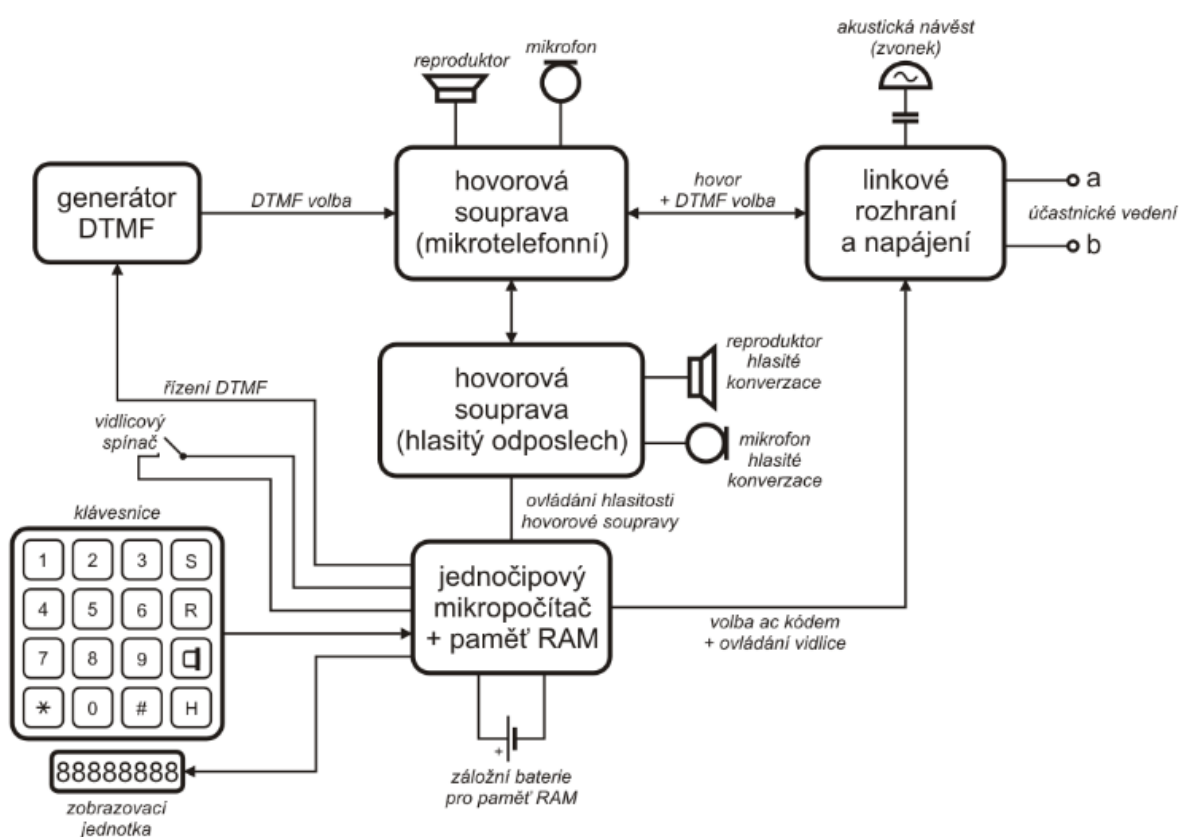 akustická návěst
(zvonek)
reproduktor
mikrofon
generátor
DTMF
DTMF volba
hovorová
souprava
(mikrotelefonní)
hovor
+ DTMF volba
linkové
rozhraní
a napájení
a
účastnické vedení
b
hovorová
souprava
(hlasitý odposlech)
reproduktor
hlasité
konverzace
mikrofon
hlasité
konverzace
řízení DTMF
vidlicový
spínač
ovládání hlasitosti
hovorové soupravy
klávesnice
1 2 3 S
4 5 6 R
7 8 9
* 0 # H
jednočipový
mikropočítač
+ paměť RAM
volba ac kódem
+ ovládání vidlice
+
záložní baterie
pro paměť RAM
88888888
zobrazovací
jednotka